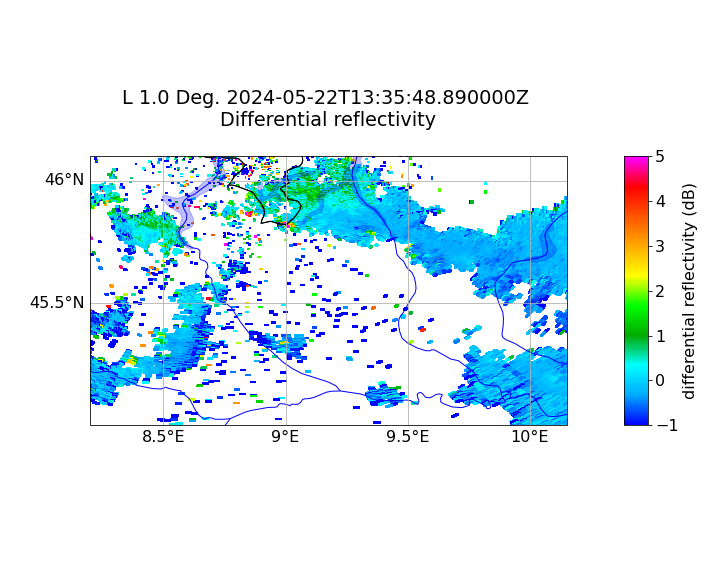 L 1.0 Deg. 2024-05-22T13:35:48.890000Z
Differential reflectivity
46°N
45.5°N
8.5°E
9°E
9.5°E
10°E
5
4
3
2
1
0
−1
differential reflectivity (dB)